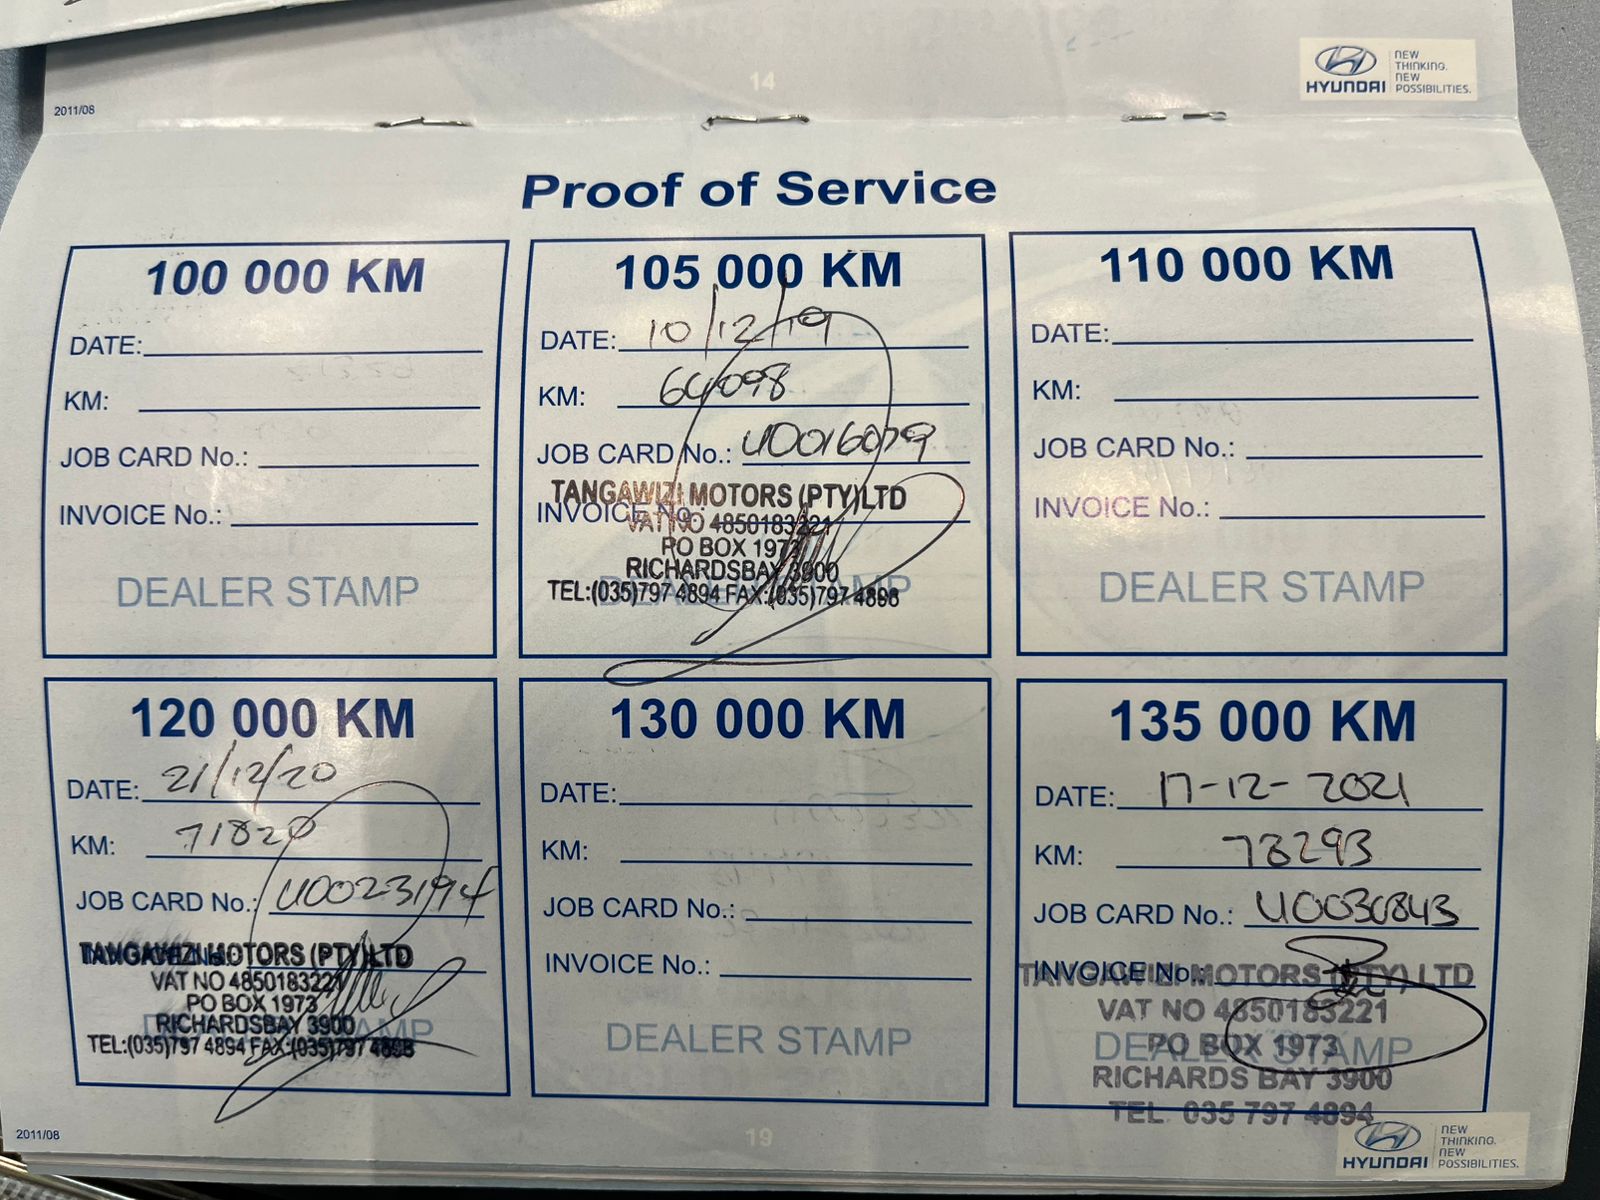 14
HYUNDAI
NEW
THINKING.
NEW
POSSIBILITIES.
2011/08
Proof of Service
100 000 KM
DATE:
KM:
JOB CARD No.:
INVOICE No.:
DEALER STAMP
105 000 KM
DATE: 10/12/19
KM: 64098
JOB CARD No.: U0016079
TANGAWIZI MOTORS (PTY)LTD
INVOICE No.:
VAT NO 4850183221
PO BOX 1973
RICHARDSBAY 3900
DEALER STAMP
TEL:(035)797 4894 FAX:(035)797 4898
110 000 KM
DATE:
KM:
JOB CARD No.:
INVOICE No.:
DEALER STAMP
120 000 KM
DATE: 21/12/20
KM: 71820
JOB CARD No.:
TANGAWIZI MOTORS (PTY)LTD
VAT NO 4850183221
PO BOX 1973
RICHARDSBAY 3900
TEL:(035)797 4894 FAX:(035)797 4898
130 000 KM
DATE:
KM:
JOB CARD No.:
INVOICE No.:
DEALER STAMP
135 000 KM
DATE: 17-12-2021
KM: 78293
JOB CARD No.: U0030843
INVOICE No.:
TANGAWIZI MOTORS (PTY) LTD
VAT NO 4850183221
DEALER STAMP
PO BOX 1973
RICHARDS BAY 3900
TEL: 035 797 4894
2011/08
19
HYUNDAI
NEW
THINKING.
NEW
POSSIBILITIES.